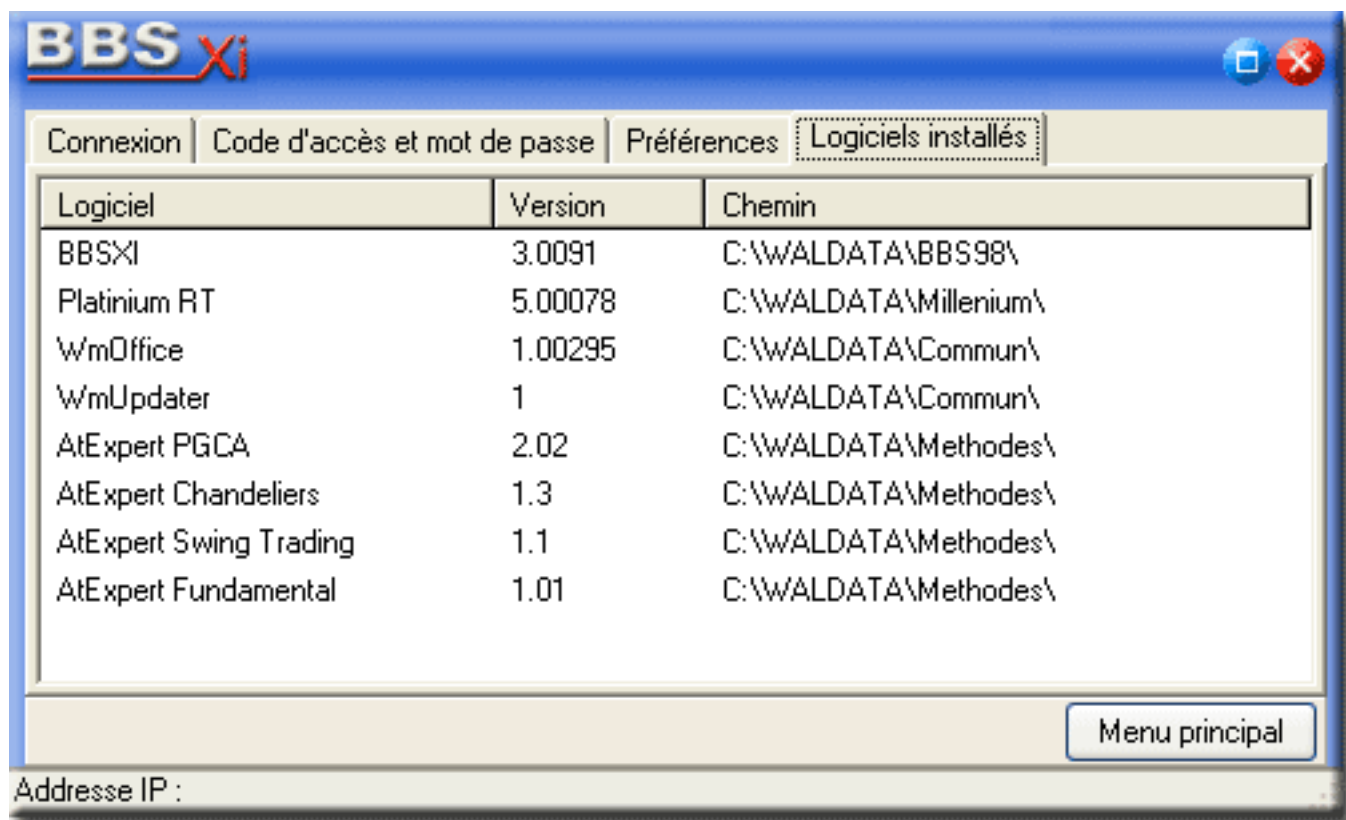 BBS Xi
Connexion Code d'accès et mot de passe Préférences Logiciels installés
Logiciel Version Chemin
BBSXI 3.0091 C:\WALDATA\BBS98\
Platinium RT 5.00078 C:\WALDATA\Millenium\
WmOffice 1.00295 C:\WALDATA\Commun\
WmUpdater 1 C:\WALDATA\Commun\
AtExpert PGCA 2.02 C:\WALDATA\Methodes\
AtExpert Chandeliers 1.3 C:\WALDATA\Methodes\
AtExpert Swing Trading 1.1 C:\WALDATA\Methodes\
AtExpert Fundamental 1.01 C:\WALDATA\Methodes\
Menu principal
Addresse IP :